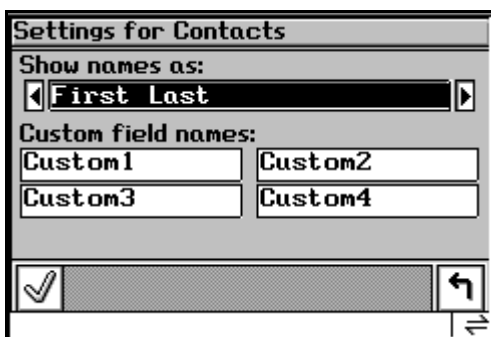 Settings for Contacts
Show names as:
First Last
Custom field names:
Custom1 Custom2
Custom3 Custom4